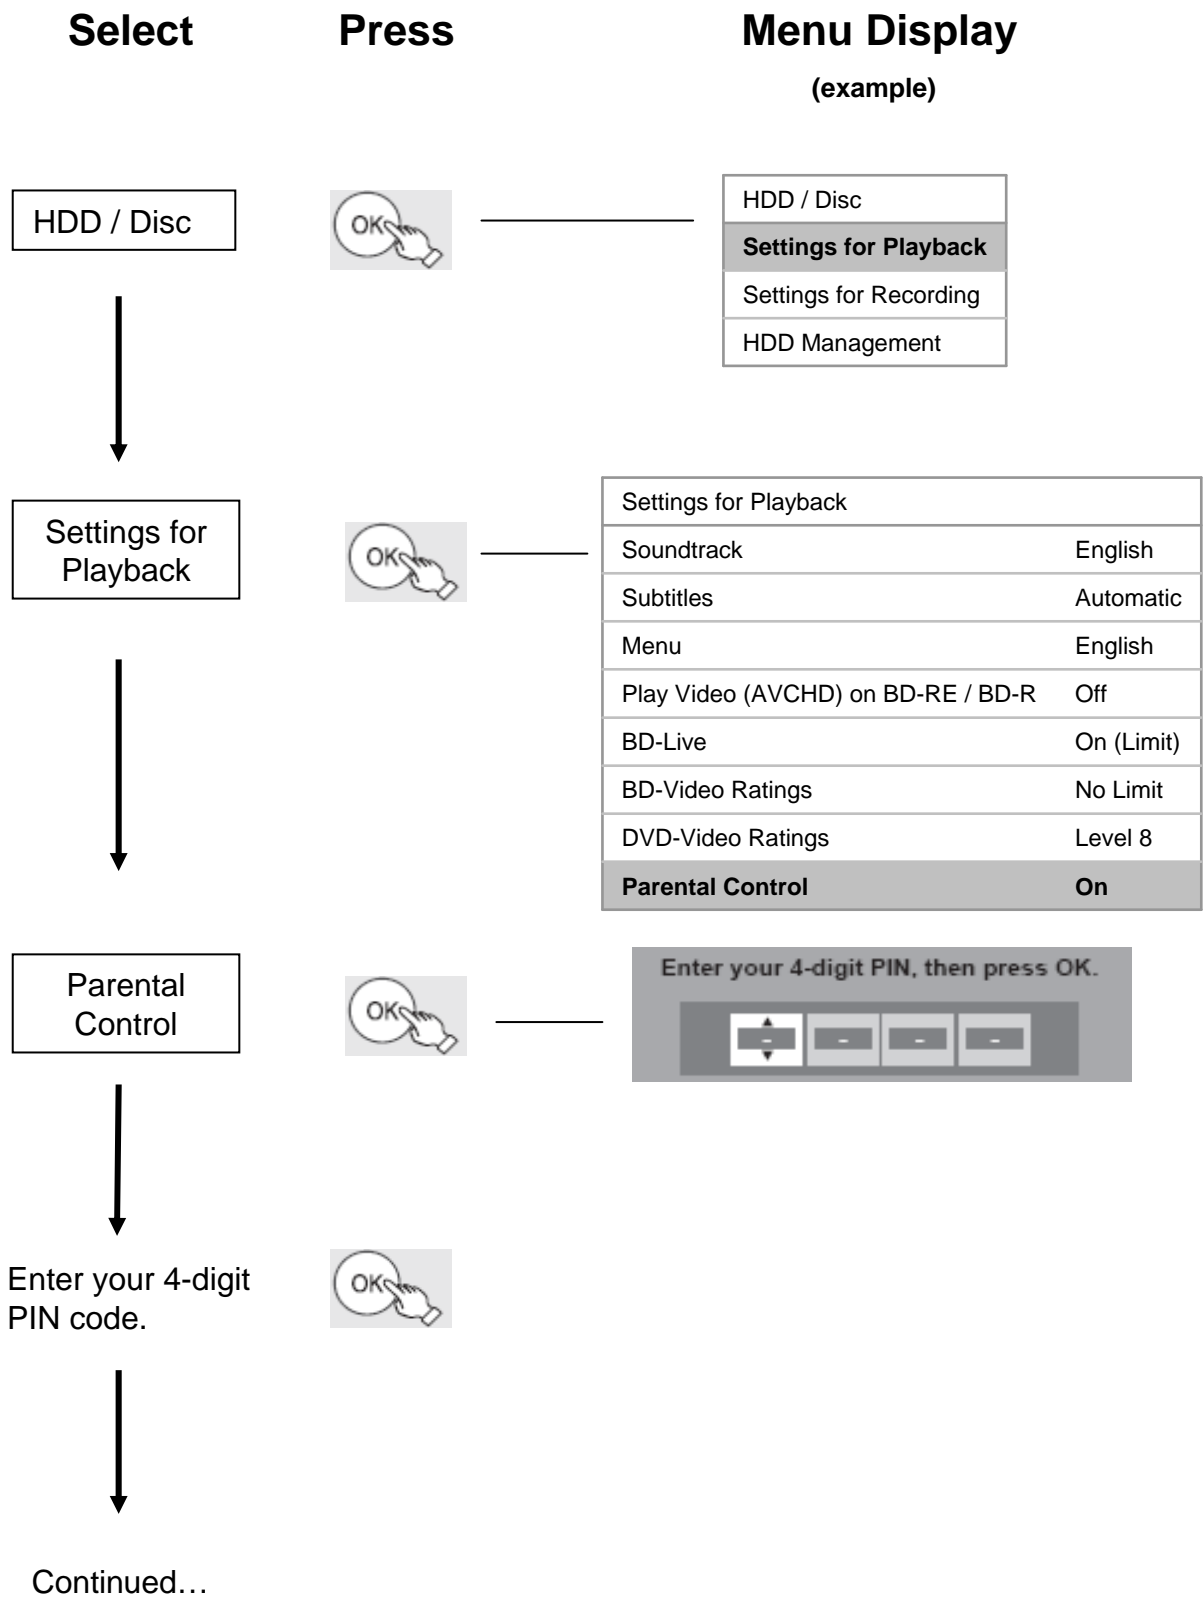 Select Press Menu Display
(example)
HDD / Disc
OK
HDD / Disc
Settings for Playback
Settings for Recording
HDD Management
Settings for
Playback
OK
Settings for Playback
Soundtrack English
Subtitles Automatic
Menu English
Play Video (AVCHD) on BD-RE / BD-R Off
BD-Live On (Limit)
BD-Video Ratings No Limit
DVD-Video Ratings Level 8
Parental Control On
Parental
Control
OK
Enter your 4-digit PIN, then press OK.
- - - -
Enter your 4-digit
PIN code.
OK
Continued…